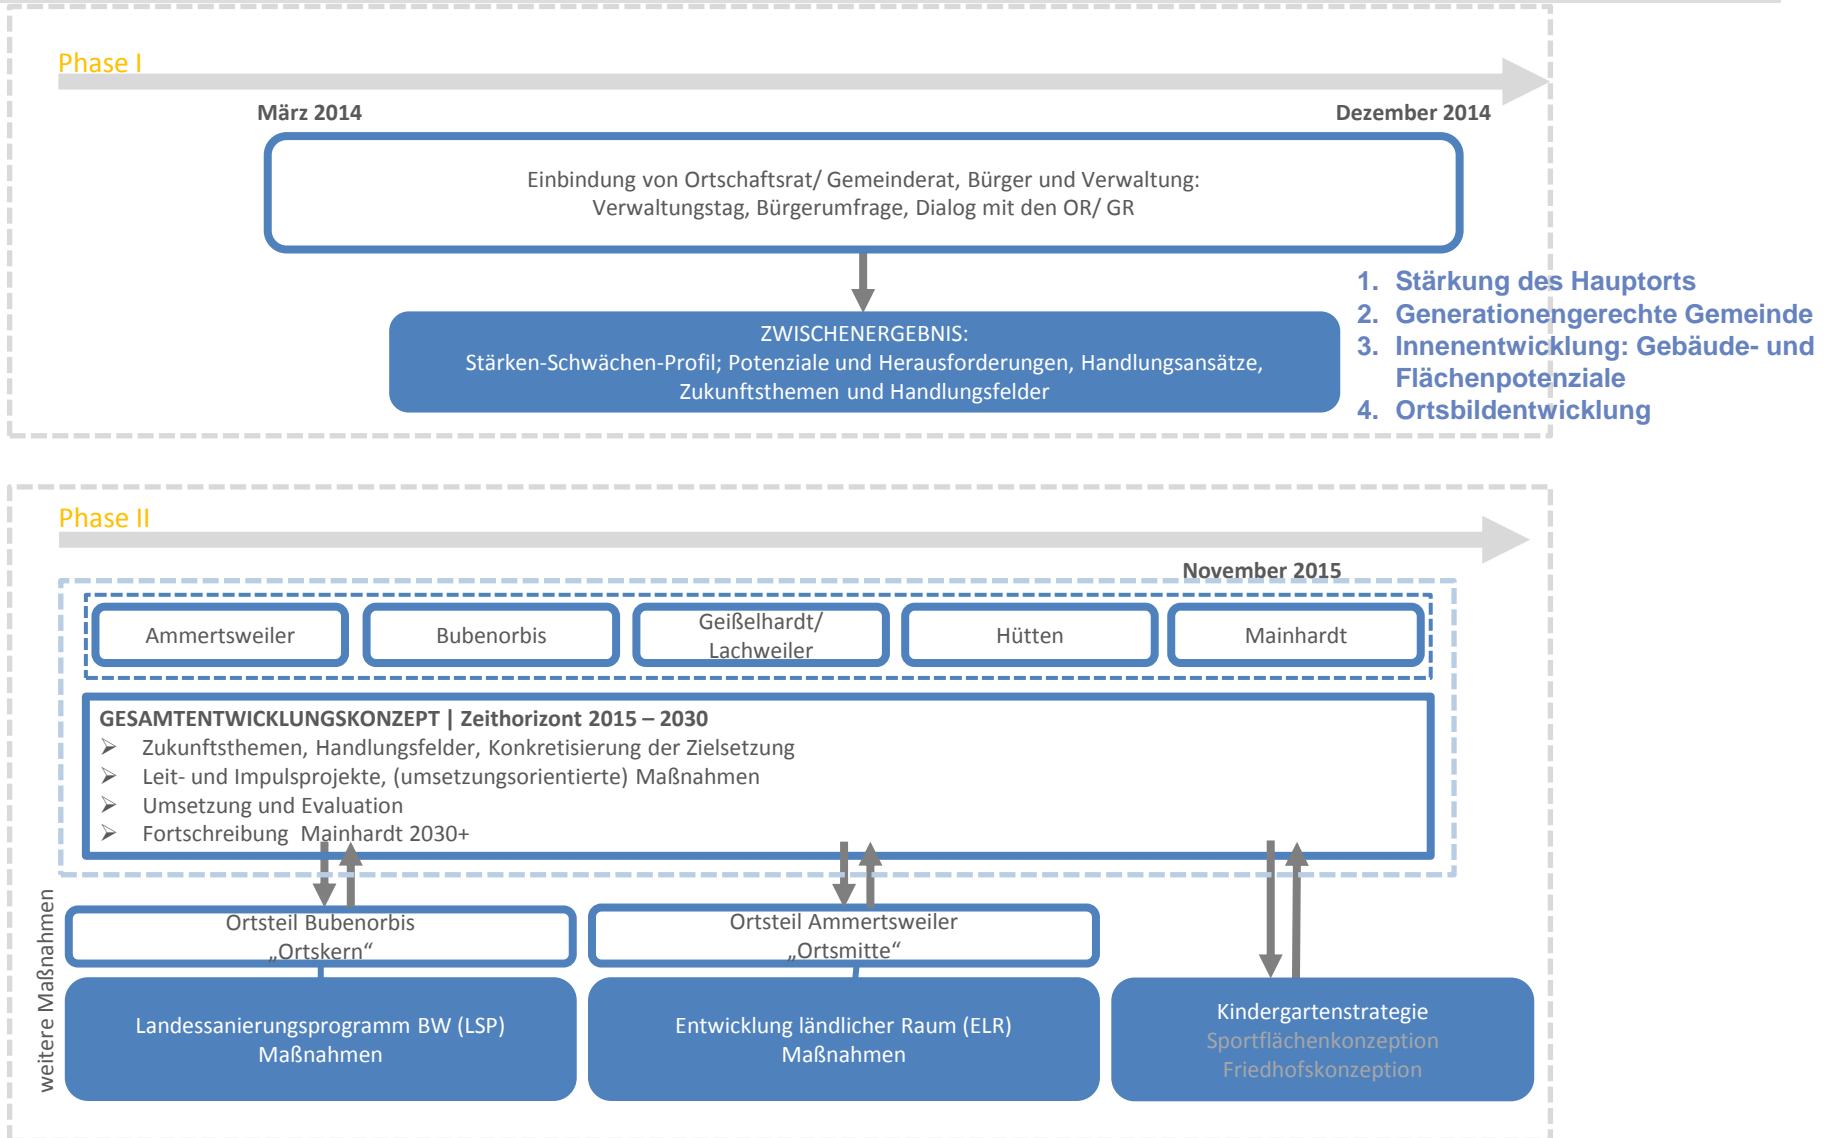 Phase I
März 2014
Dezember 2014
Einbindung von Ortschaftsrat/ Gemeinderat, Bürger und Verwaltung:
Verwaltungstag, Bürgerumfrage, Dialog mit den OR/ GR
ZWISCHENERGEBNIS:
Stärken-Schwächen-Profil; Potenziale und Herausforderungen, Handlungsansätze,
Zukunftsthemen und Handlungsfelder
1. Stärkung des Hauptorts
2. Generationengerechte Gemeinde
3. Innenentwicklung: Gebäude- und
Flächenpotenziale
4. Ortsbildentwicklung
Phase II
November 2015
Ammertsweiler
Bubenorbis
Geißelhardt/
Lachweiler
Hütten
Mainhardt
GESAMTENTWICKLUNGSKONZEPT | Zeithorizont 2015 – 2030
➢ Zukunftsthemen, Handlungsfelder, Konkretisierung der Zielsetzung
➢ Leit- und Impulsprojekte, (umsetzungsorientierte) Maßnahmen
➢ Umsetzung und Evaluation
➢ Fortschreibung Mainhardt 2030+
weitere Maßnahmen
Ortsteil Bubenorbis
„Ortskern“
Ortsteil Ammertsweiler
„Ortsmitte“
Landessanierungsprogramm BW (LSP)
Maßnahmen
Entwicklung ländlicher Raum (ELR)
Maßnahmen
Kindergartenstrategie
Sportflächenkonzeption
Friedhofskonzeption